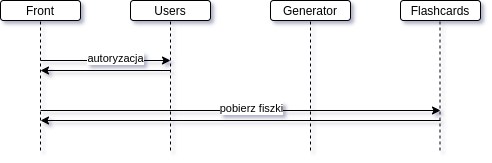 Front
Users
Generator
Flashcards
autoryzacja
pobierz fiszki